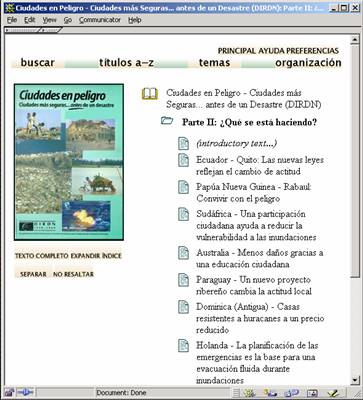 Ciudades en Peligro - Ciudades más Seguras... antes de un Desastre (DIRDN): Parte II: ¿...
File Edit View Go Communicator Help
PRINCIPAL AYUDA PREFERENCIAS
buscar títulos a-z temas organización
Ciudades en peligro
Ciudades más Seguras... antes de un Desastre
DIRDN
TEXTO COMPLETO EXPANDIR ÍNDICE
SEPARAR NO RESALTAR
Ciudades en Peligro - Ciudades más
Seguras... antes de un Desastre (DIRDN)
Parte II: ¿Qué se está haciendo?
(introductory text...)
Ecuador - Quito: Las nuevas leyes
reflejan el cambio de actitud
Papúa Nueva Guinea - Rabaul:
Convivir con el peligro
Sudáfrica - Una participación
ciudadana ayuda a reducir la
vulnerabilidad a las inundaciones
Australia - Menos daños gracias a
una educación ciudadana
Paraguay - Un nuevo proyecto
ribereño cambia la actitud local
Dominica (Antigua) - Casas
resistentes a huracanes a un precio
reducido
Holanda - La planificación de las
emergencias es la base para una
evacuación fluida durante
inundaciones
Document: Done